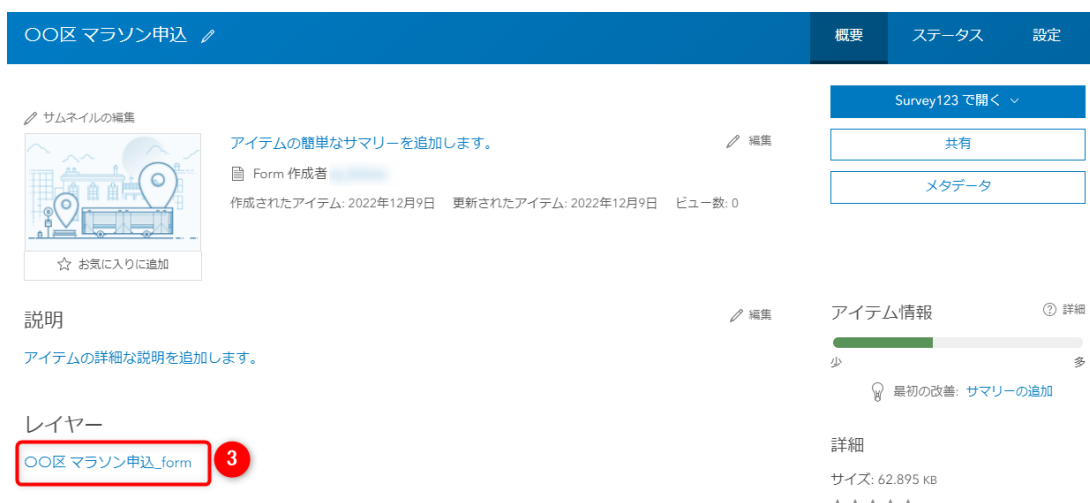 〇〇区 マラソン申込
概要 ステータス 設定
サムネイルの編集
Survey123 で開く
アイテムの簡単なサマリーを追加します。
編集
共有
Form 作成者
メタデータ
作成されたアイテム: 2022年12月9日 更新されたアイテム: 2022年12月9日 ビュー数: 0
お気に入りに追加
説明
編集
アイテム情報
詳細
アイテムの詳細な説明を追加します。
少 多
最初の改善: サマリーの追加
レイヤー
〇〇区 マラソン申込_form
3
詳細
サイズ: 62.895 KB